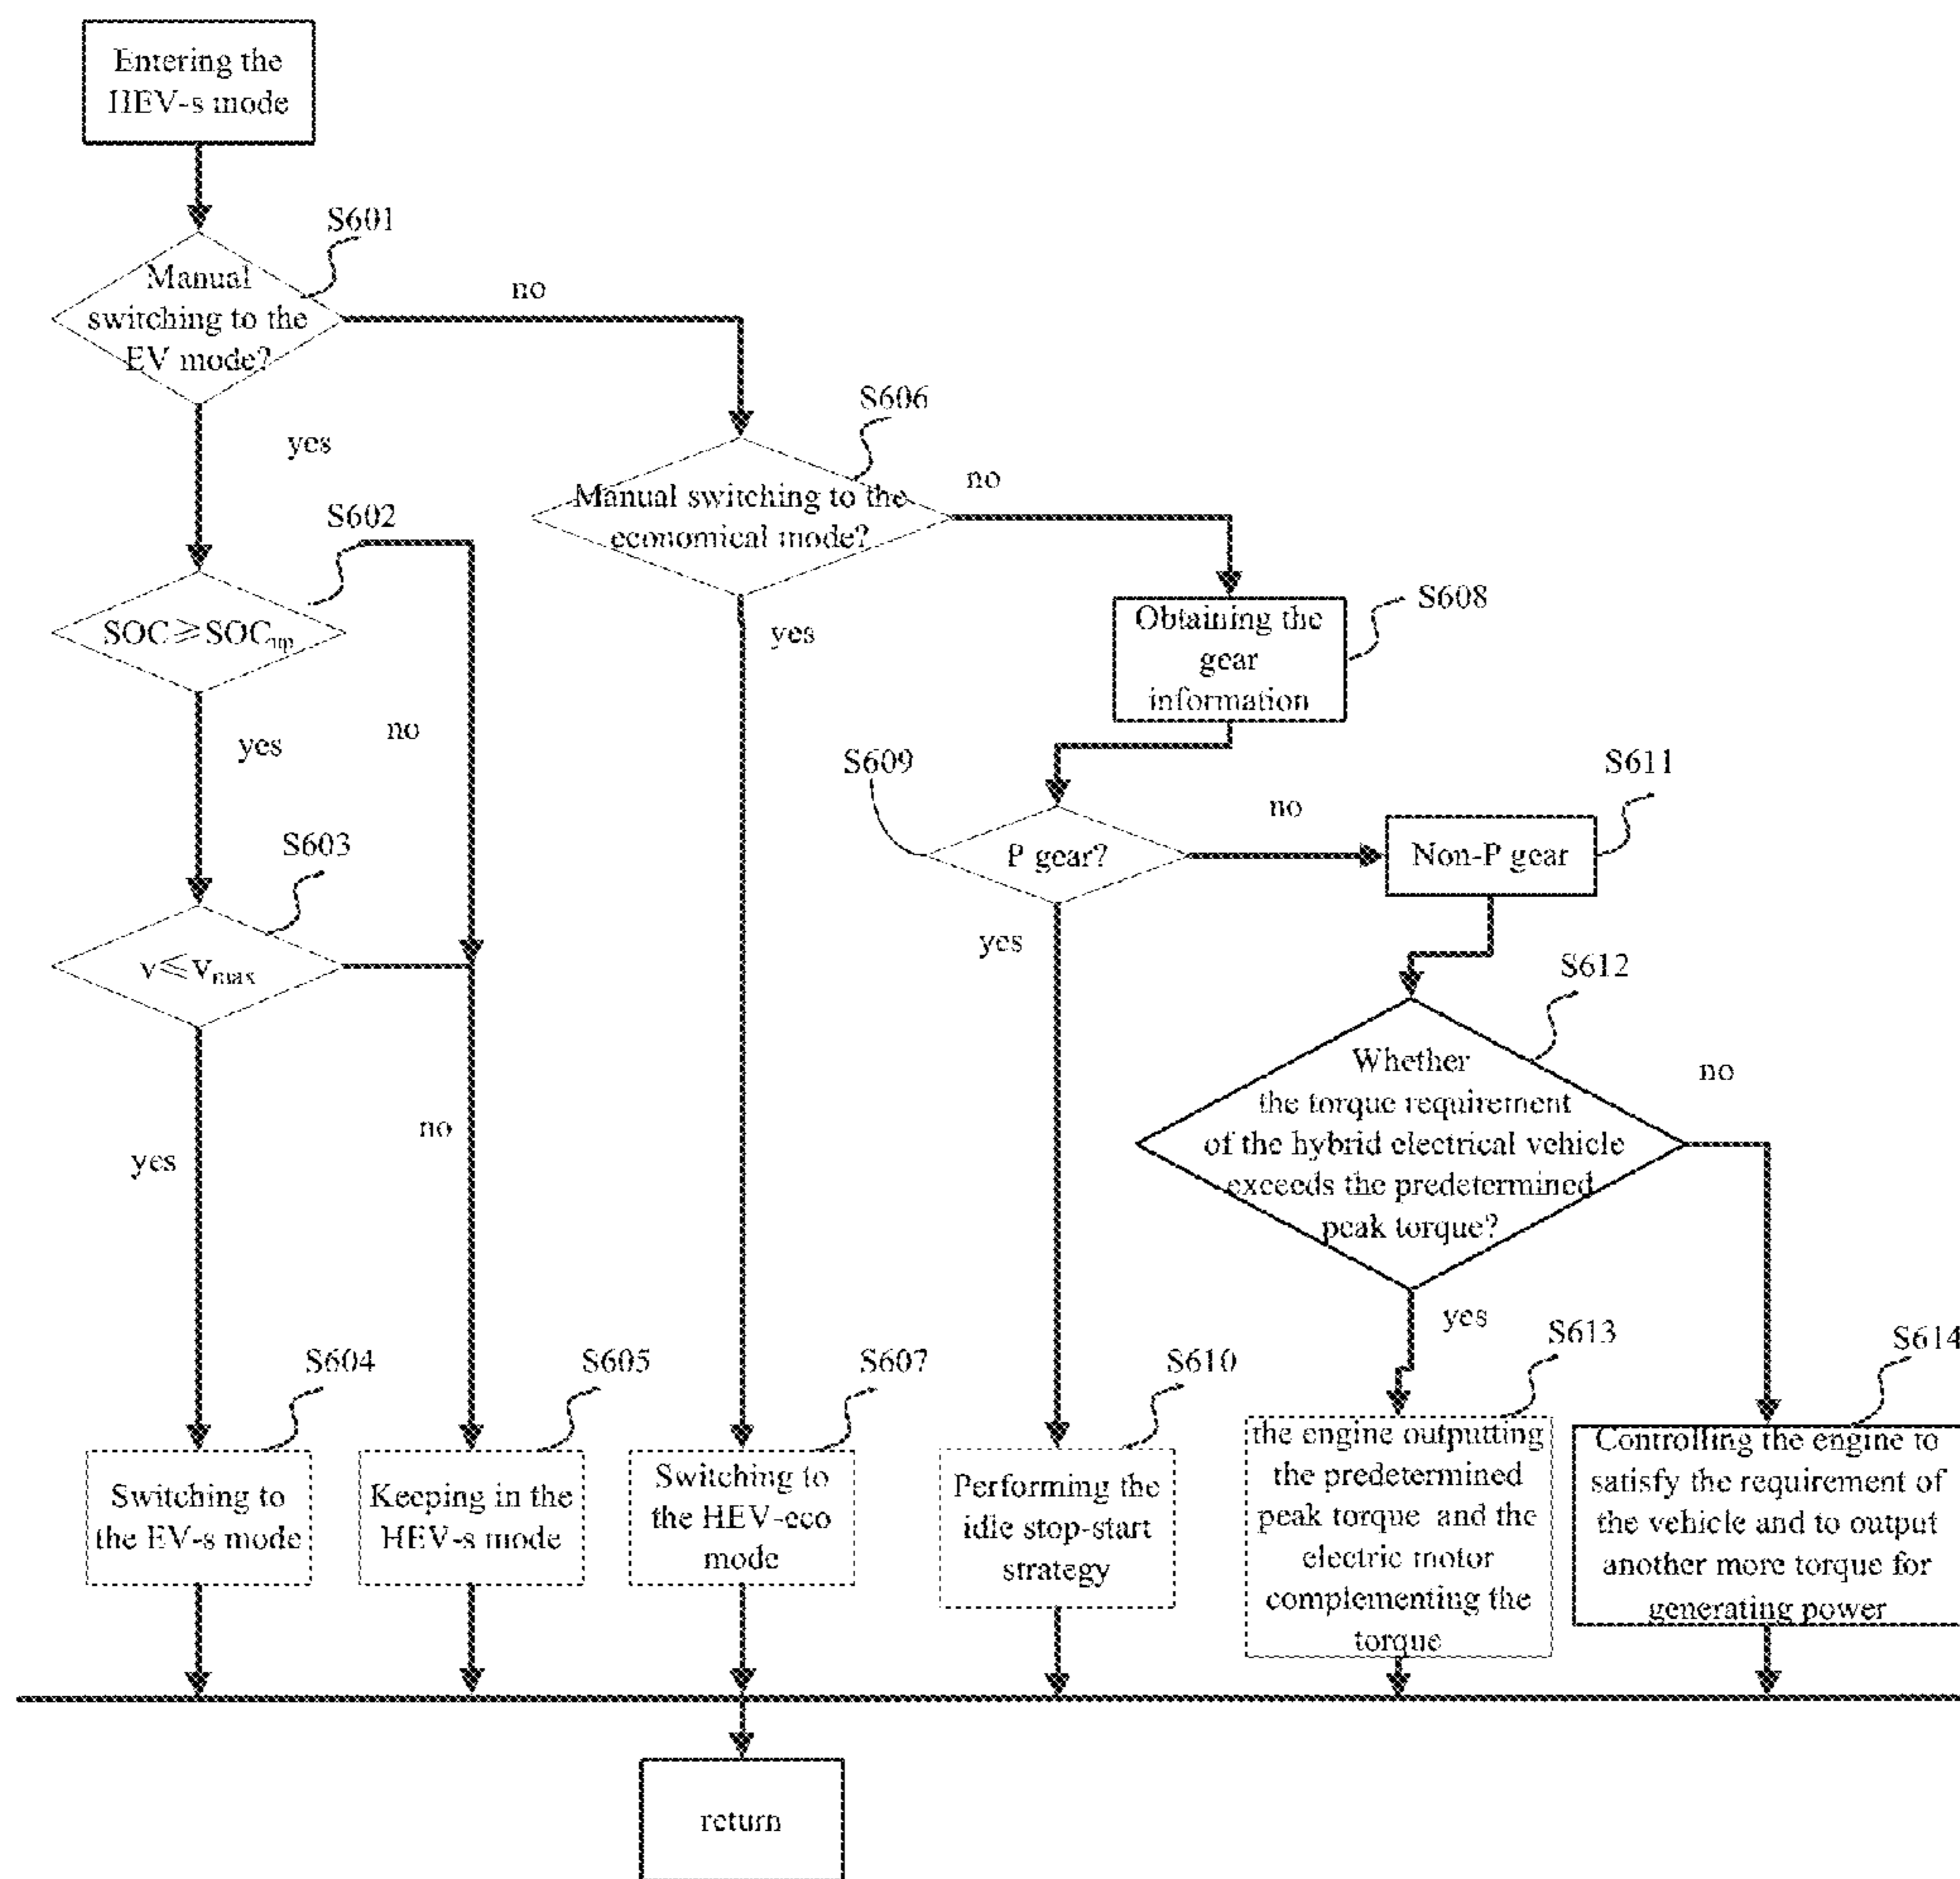 Entering the
HEV-s mode
S601
Manual
switching to the
EV mode?
no
yes
S606
Manual switching to the
economical mode?
no
yes
S602
SOC≥SOCup
yes
no
S608
Obtaining the
gear
information
S609
P gear?
no
yes
S611
Non-P gear
S603
v≤vmax
yes
no
S612
Whether
the torque requirement
of the hybrid electrical vehicle
exceeds the predetermined
peak torque?
no
yes
S604
Switching to
the EV-s mode
S605
Keeping in the
HEV-s mode
S607
Switching to
the HEV-eco
mode
S610
Performing the
idle stop-start
strategy
S613
the engine outputting
the predetermined
peak torque and the
electric motor
complementing the
torque
S614
Controlling the engine to
satisfy the requirement of
the vehicle and to output
another more torque for
generating power
return